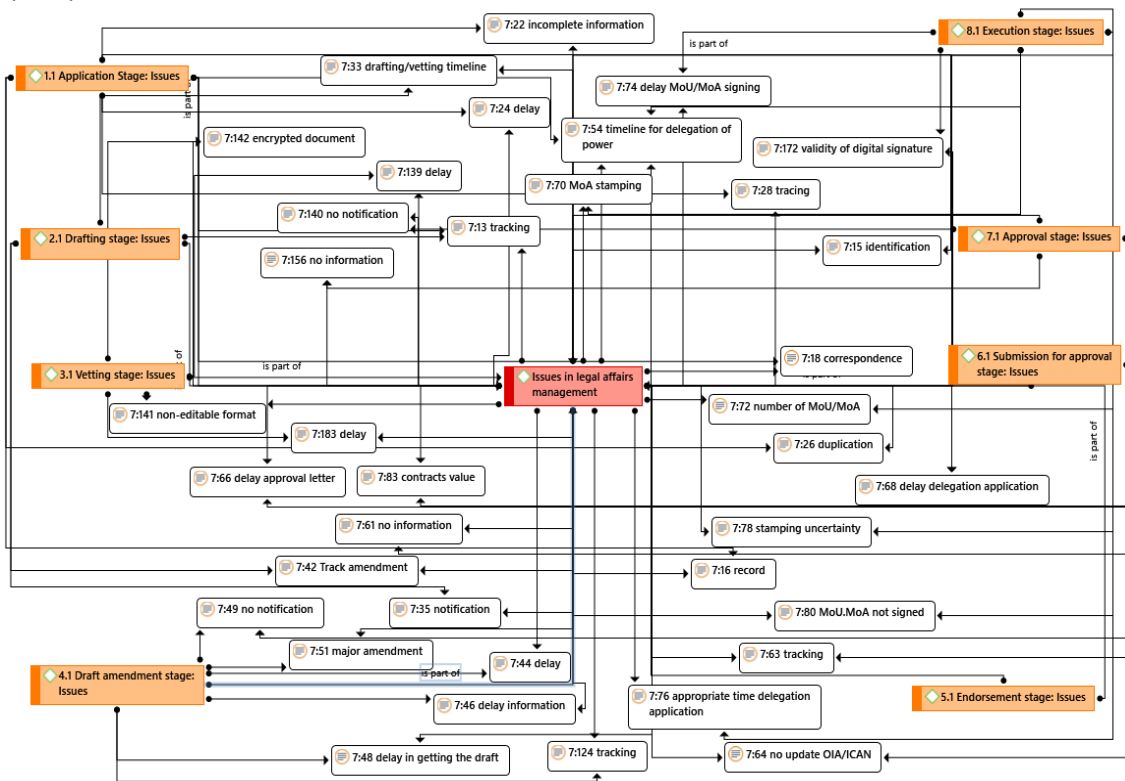 7:22 incomplete information
8.1 Execution stage: Issues
is part of
7:33 drafting/vetting timeline
1.1 Application Stage: Issues
7:74 delay MoU/MoA signing
is part of
7:24 delay
7:54 timeline for delegation of
power
7:142 encrypted document
7:172 validity of digital signature
7:139 delay
7:70 MoA stamping
7:28 tracing
7:140 no notification
7:13 tracking
2.1 Drafting stage: Issues
7:15 identification
7:1 Approval stage: Issues
7:156 no information
7:18 correspondence
6.1 Submission for approval
stage: Issues
is part of
of
is part of
3.1 Vetting stage: Issues
Issues in legal affairs
management
7:141 non-editable format
7:72 number of MoU/MoA
7:183 delay
7:26 duplication
is part of
7:66 delay approval letter
7:83 contracts value
7:68 delay delegation application
7:61 no information
7:78 stamping uncertainty
7:42 Track amendment
7:16 record
7:49 no notification
7:35 notification
7:80 MoU.MoA not signed
7:51 major amendment
7:63 tracking
4.1 Draft amendment stage:
Issues
is part of
7:44 delay
7:76 appropriate time delegation
application
5.1 Endorsement stage: Issues
7:46 delay information
7:48 delay in getting the draft
7:124 tracking
7:64 no update OIA/ICAN